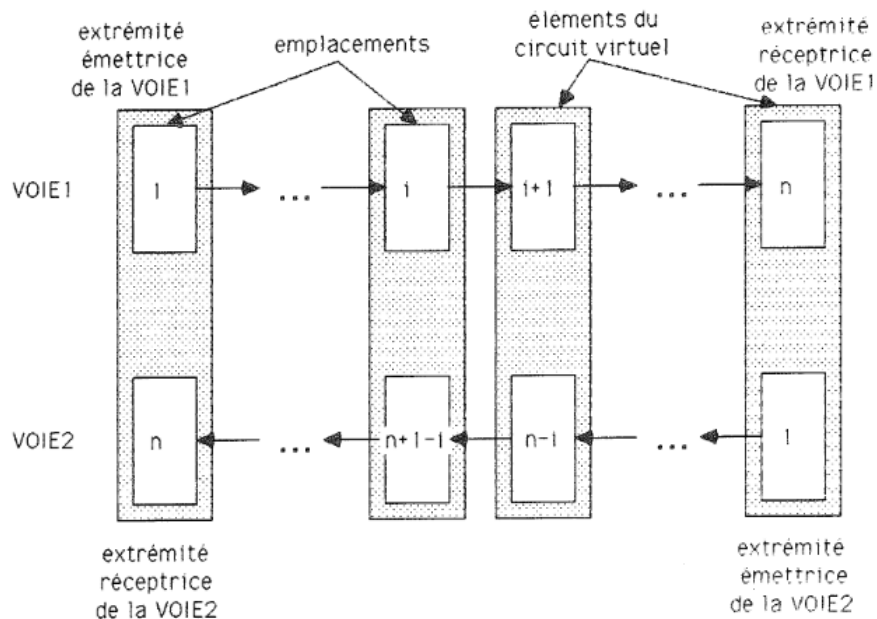 extrémité
émettrice
de la VOIE1
emplacements
élements du
circuit virtuel
extrémité
réceptrice
de la VOIE1
VOIE1
1
...
i
i+1
...
n
VOIE2
n
...
n+1-i
n-i
...
1
extrémité
réceptrice
de la VOIE2
extrémité
émettrice
de la VOIE2